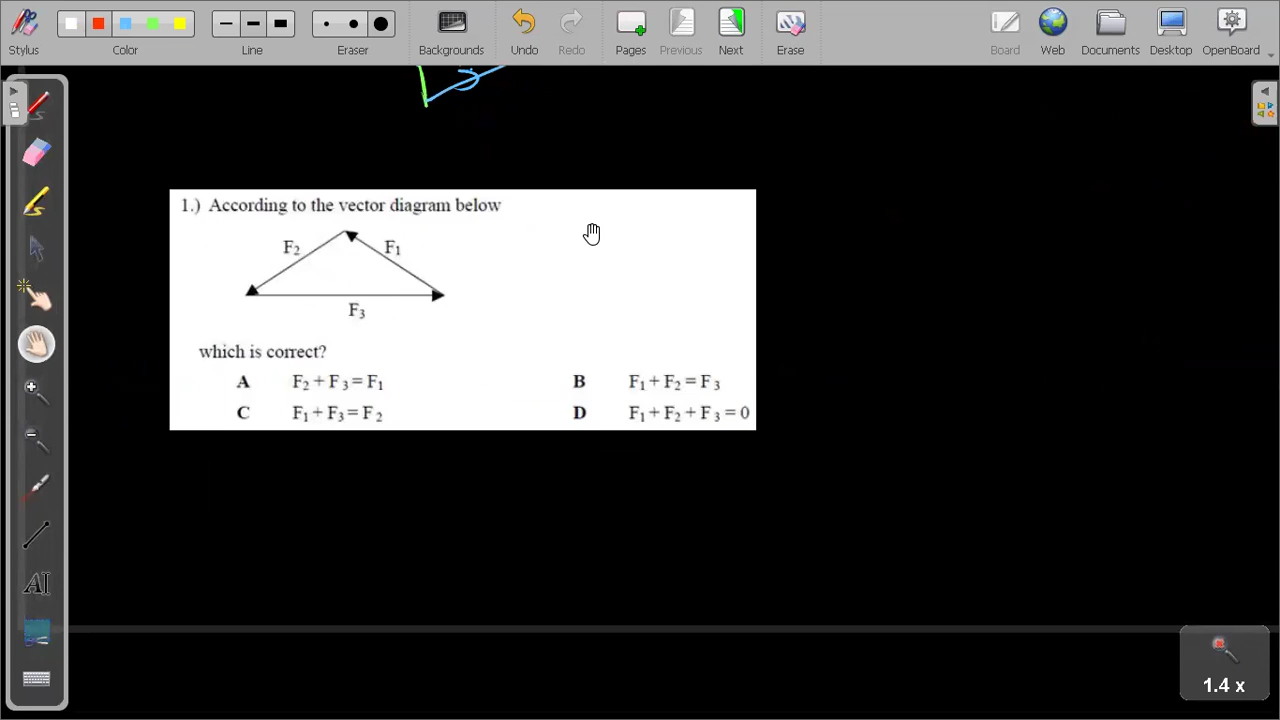 Stylus
Color
Line
Eraser
Backgrounds
Undo
Redo
Pages
Previous
Next
Erase
Board
Web
Documents
Desktop
OpenBoard
1.) According to the vector diagram below
F₂
F₁
F₃
which is correct?
A F₂ + F₃ = F₁
B F₁ + F₂ = F₃
C F₁ + F₃ = F₂
D F₁ + F₂ + F₃ = 0
AI
1.4 x